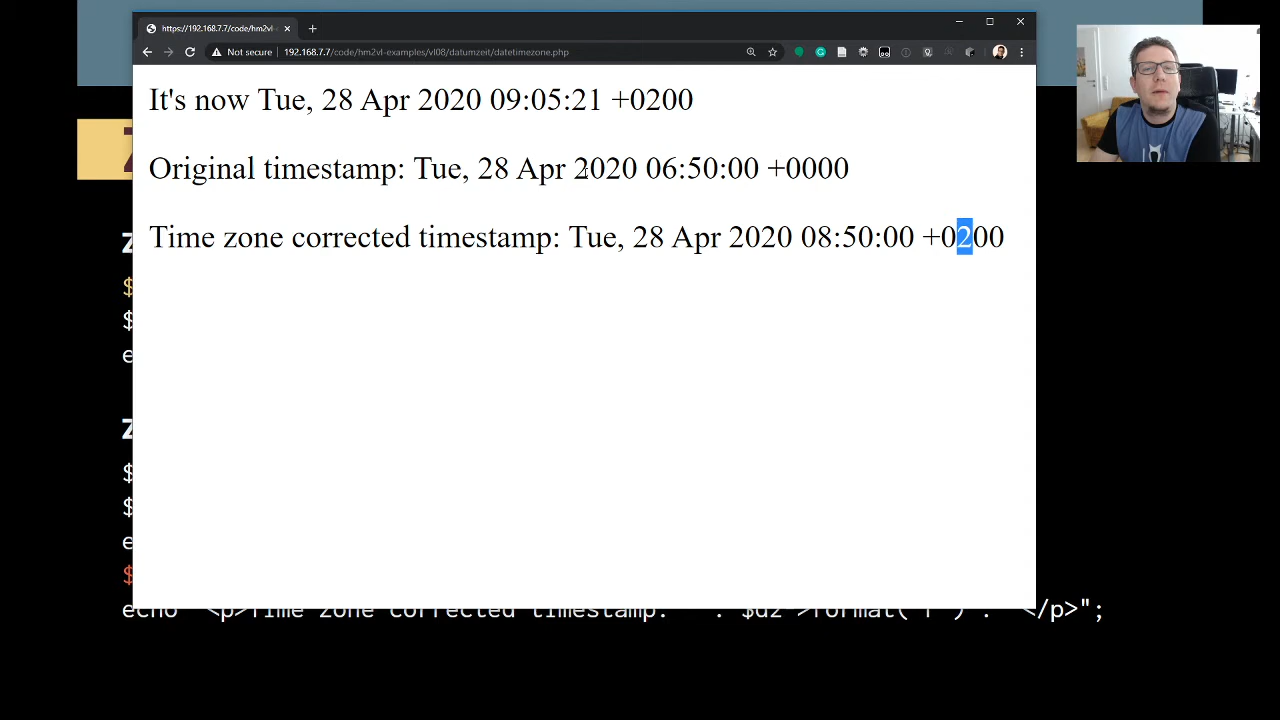 https://192.168.7.7/code/hm2vl-
Not secure
192.168.7.7/code/hm2vl-examples/vl08/datumzeit/datetimezone.php
It's now Tue, 28 Apr 2020 09:05:21 +0200
Original timestamp: Tue, 28 Apr 2020 06:50:00 +0000
Time zone corrected timestamp: Tue, 28 Apr 2020 08:50:00 +0200
$
$
$
$
$
echo "<p>Time zone corrected timestamp: " . $d2->format('r') . "</p>";